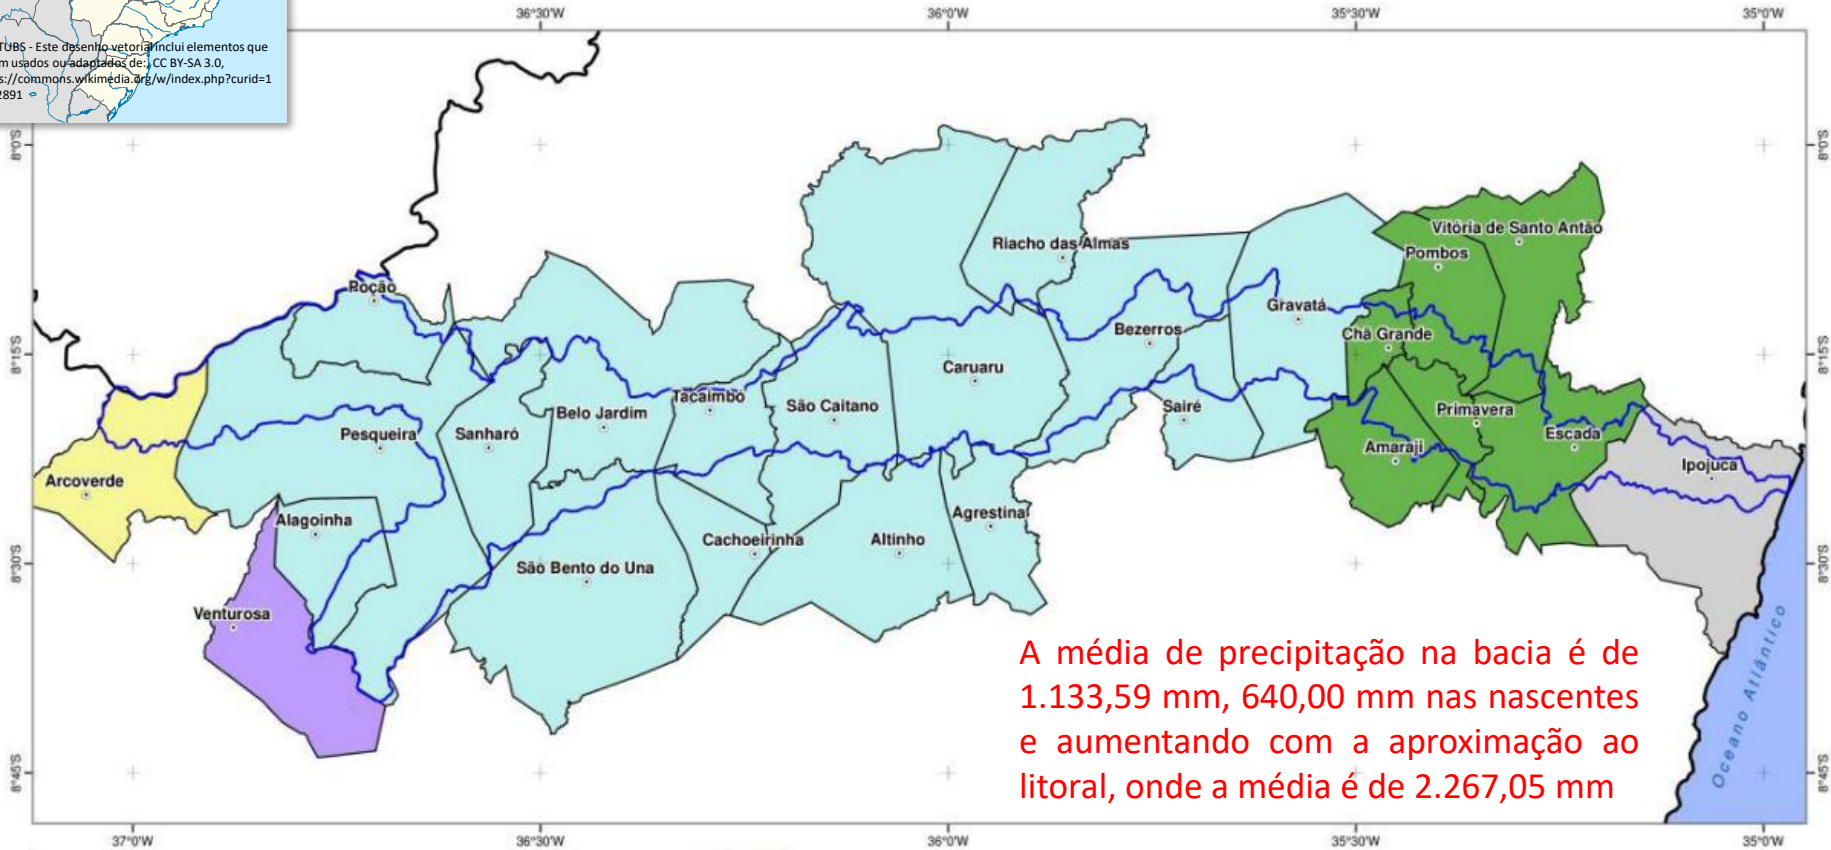 36°30'W 36°0'W 35°30'W 35°0'W
TUBS - Este desenho vetorial inclui elementos que
m usados ou adaptados de:, CC BY-SA 3.0,
s://commons.wikimedia.org/w/index.php?curid=1
2891
8°0'S 8°0'S
Vitória de Santo Antão
Riacho das Almas
Pombos
Poção
Gravatá
Bezerros
Chã Grande
8°15'S 8°15'S
Caruaru
Tacaimbó
São Caitano
Sairé
Primavera
Belo Jardim
Pesqueira
Sanharó
Escada
Amaraji
Ipojuca
Arcoverde
Agrestina
Alagoinha
Cachoeirinha
Altinho
8°30'S 8°30'S
São Bento do Una
Venturosa
A média de precipitação na bacia é de
1.133,59 mm, 640,00 mm nas nascentes
e aumentando com a aproximação ao
litoral, onde a média é de 2.267,05 mm
Oceano Atlântico
8°45'S 8°45'S
37°0'W 36°30'W 36°0'W 35°30'W 35°0'W